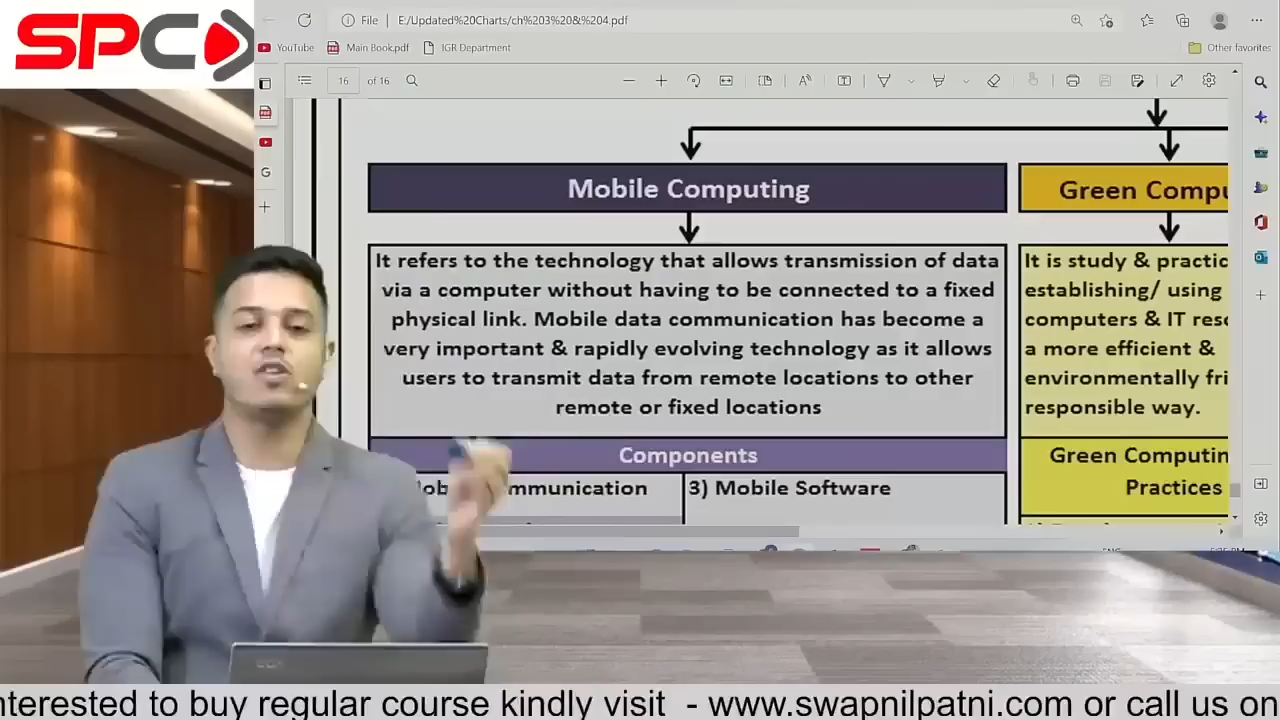 SPC
File
E:/Updated%20Charts/ch%203%20&%204.pdf
YouTube
Main Book.pdf
IGR Department
Other favorites
16 of 16
Mobile Computing
Green Compu
It refers to the technology that allows transmission of data
via a computer without having to be connected to a fixed
physical link. Mobile data communication has become a
very important & rapidly evolving technology as it allows
users to transmit data from remote locations to other
remote or fixed locations
It is study & practic
establishing/ using
computers & IT reso
a more efficient &
environmentally fri
responsible way.
Components
Green Computin
Practices
mmunication
3) Mobile Software
nterested to buy regular course kindly visit - www.swapnilpatni.com or call us on